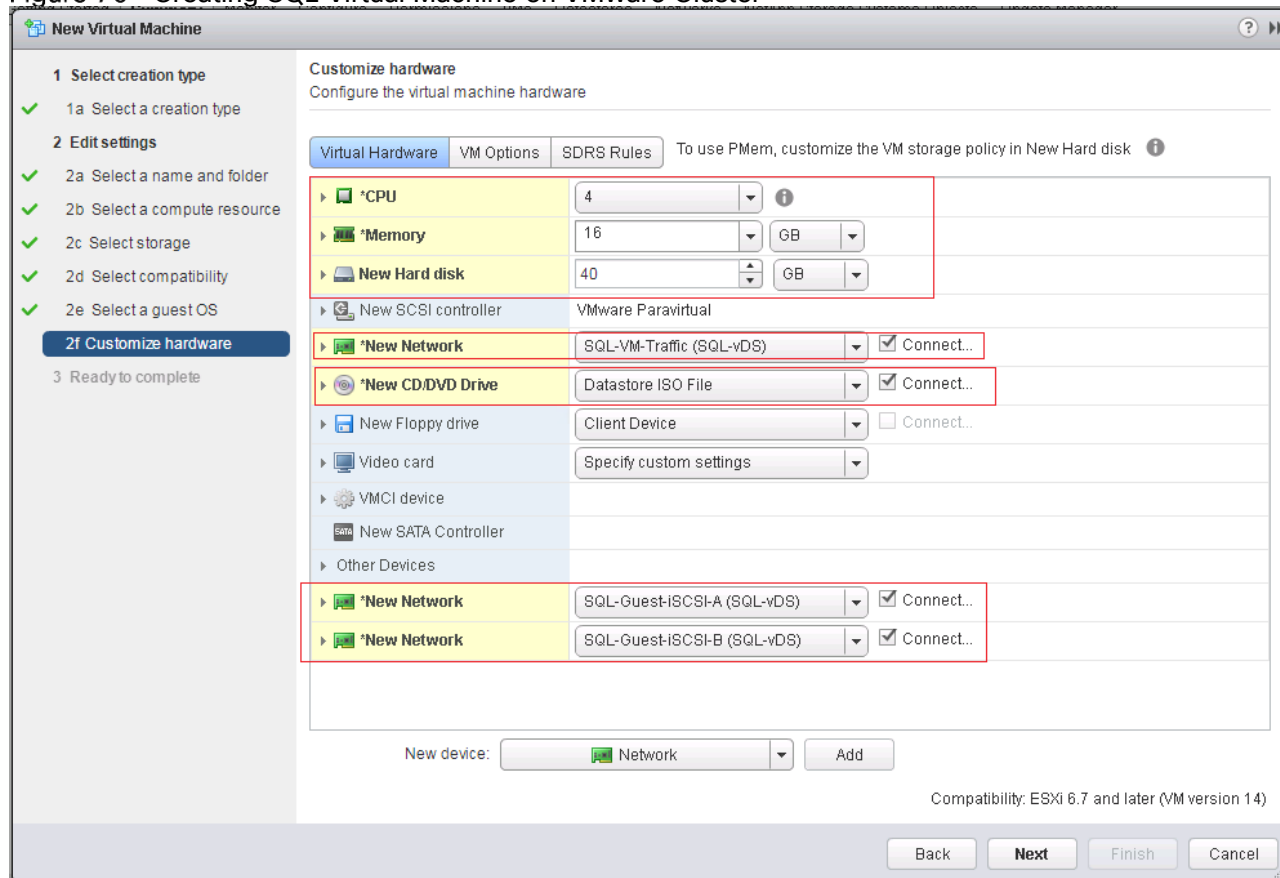 New Virtual Machine
1 Select creation type
1a Select a creation type
2 Edit settings
2a Select a name and folder
2b Select a compute resource
2c Select storage
2d Select compatibility
2e Select a guest OS
2f Customize hardware
3 Ready to complete
Customize hardware
Configure the virtual machine hardware
Virtual Hardware VM Options SDRS Rules To use PMem, customize the VM storage policy in New Hard disk
*CPU 4
*Memory 16 GB
New Hard disk 40 GB
New SCSI controller VMware Paravirtual
*New Network SQL-VM-Traffic (SQL-vDS) Connect...
*New CD/DVD Drive Datastore ISO File Connect...
New Floppy drive Client Device Connect...
Video card Specify custom settings
VMCI device
SATA New SATA Controller
Other Devices
*New Network SQL-Guest-iSCSI-A (SQL-vDS) Connect...
*New Network SQL-Guest-iSCSI-B (SQL-vDS) Connect...
New device: Network Add
Compatibility: ESXi 6.7 and later (VM version 14)
Back Next Finish Cancel